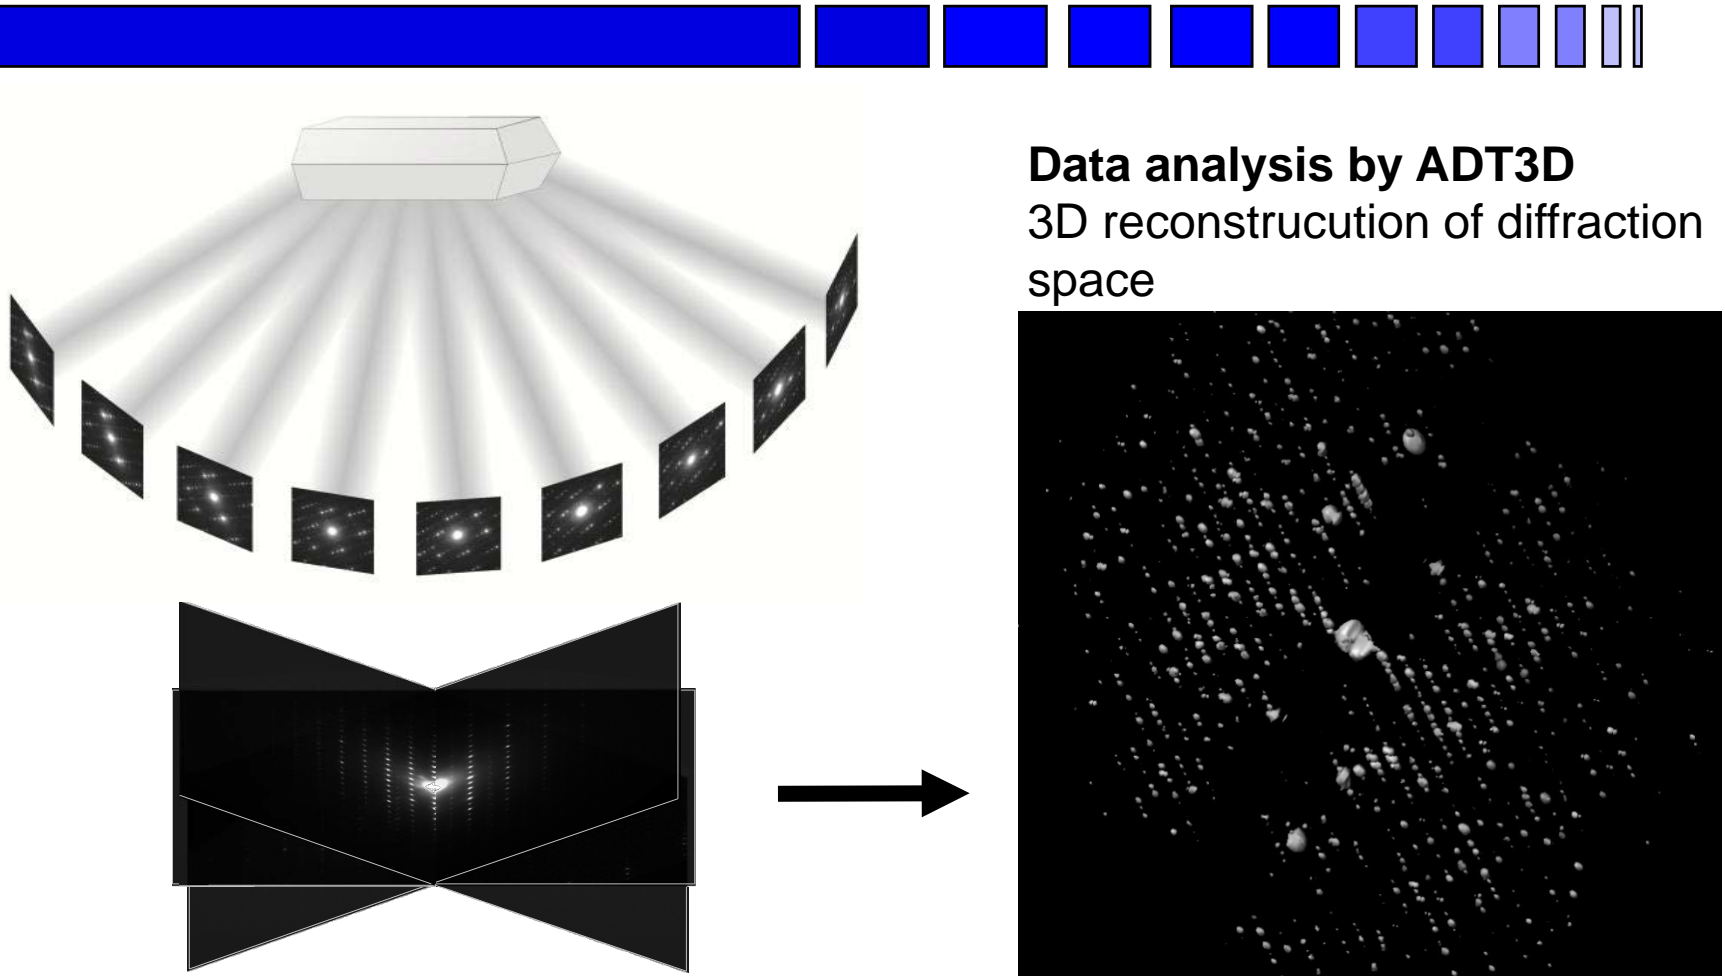 Data analysis by ADT3D
3D reconstrucution of diffraction
space